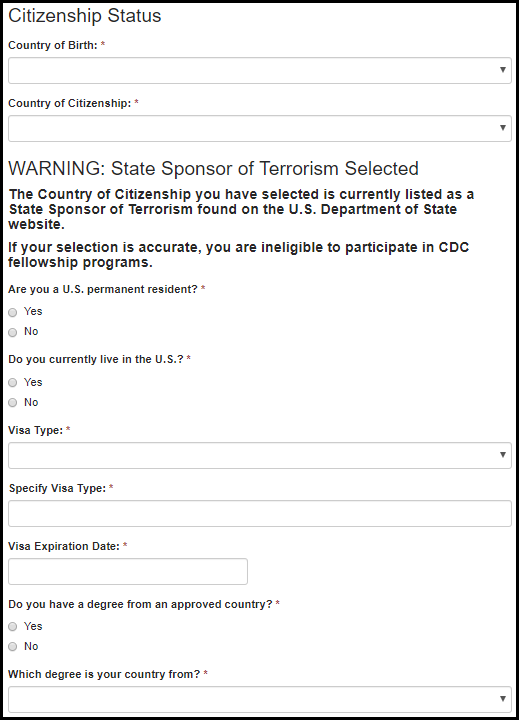 Citizenship Status
Country of Birth: *
Country of Citizenship: *
WARNING: State Sponsor of Terrorism Selected
The Country of Citizenship you have selected is currently listed as a
State Sponsor of Terrorism found on the U.S. Department of State
website.
If your selection is accurate, you are ineligible to participate in CDC
fellowship programs.
Are you a U.S. permanent resident? *
Yes
No
Do you currently live in the U.S.? *
Yes
No
Visa Type: *
Specify Visa Type: *
Visa Expiration Date: *
Do you have a degree from an approved country? *
Yes
No
Which degree is your country from? *